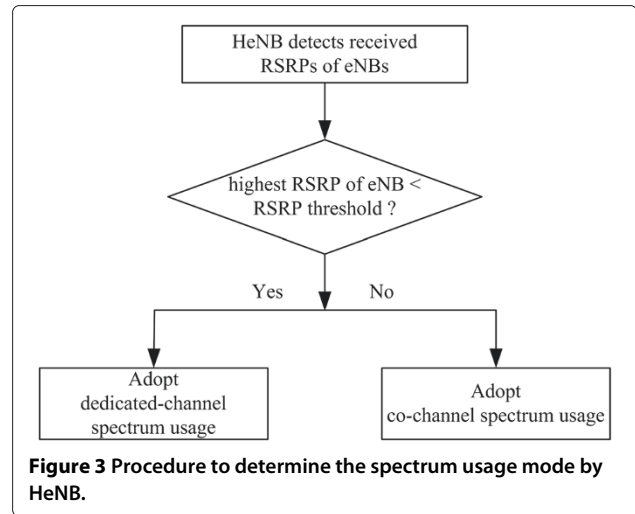 HeNB detects received
RSRPs of eNBs
highest RSRP of eNB <
RSRP threshold ?
Yes
No
Adopt
dedicated-channel
spectrum usage
Adopt
co-channel spectrum usage
Figure 3 Procedure to determine the spectrum usage mode by
HeNB.